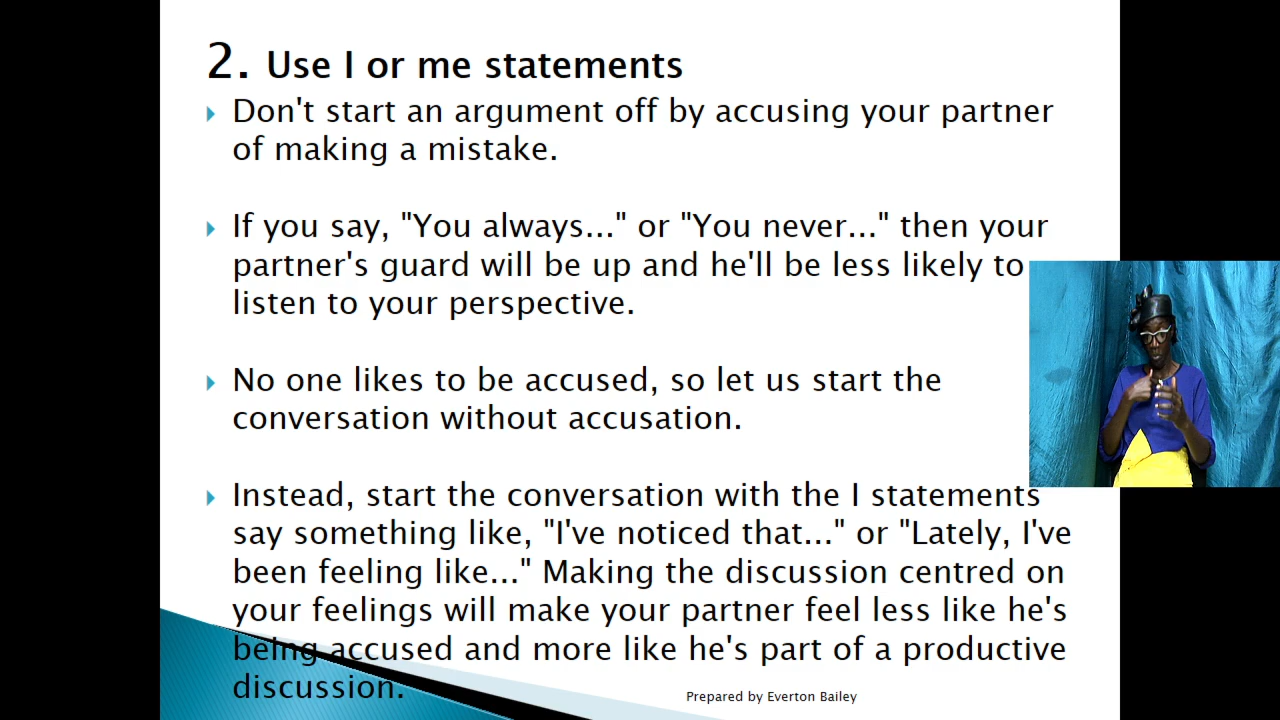 2. Use I or me statements
Don't start an argument off by accusing your partner
of making a mistake.
If you say, "You always..." or "You never..." then your
partner's guard will be up and he'll be less likely to
listen to your perspective.
No one likes to be accused, so let us start the
conversation without accusation.
Instead, start the conversation with the I statements
say something like, "I've noticed that..." or "Lately, I've
been feeling like..." Making the discussion centred on
your feelings will make your partner feel less like he's
being accused and more like he's part of a productive
discussion.
Prepared by Everton Bailey